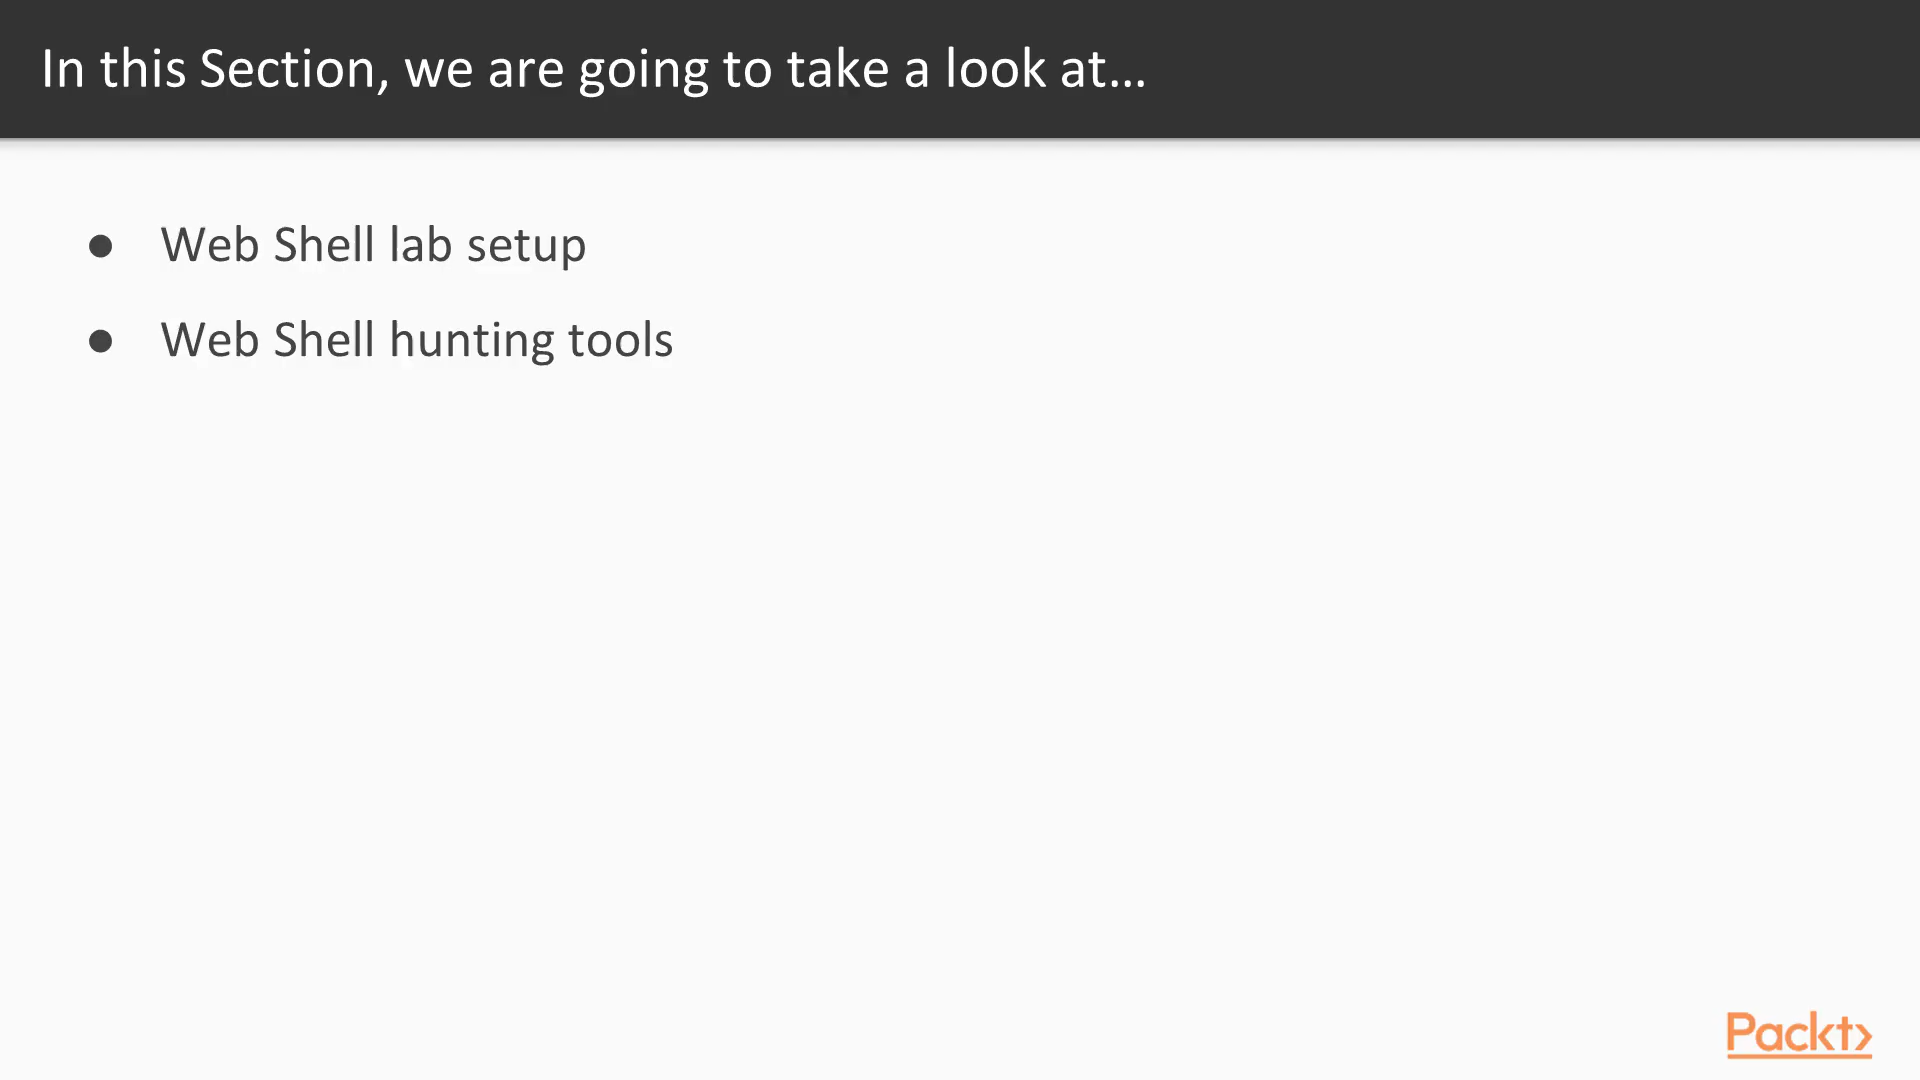 In this Section, we are going to take a look at...
● Web Shell lab setup
● Web Shell hunting tools
Packt>